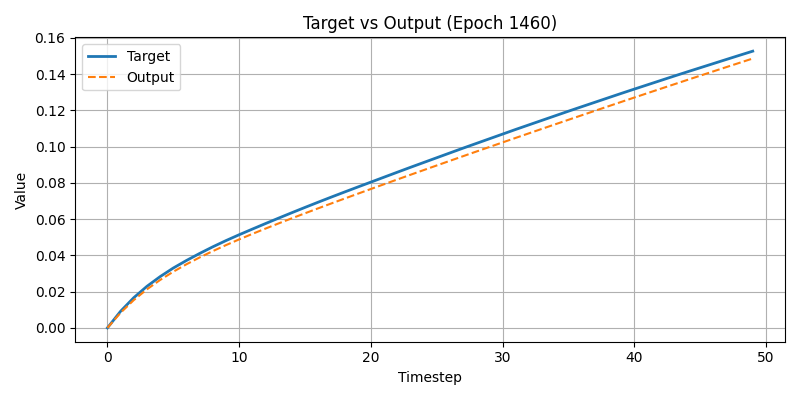 Target vs Output (Epoch 1460)
Target
Output
Value
0.16
0.14
0.12
0.10
0.08
0.06
0.04
0.02
0.00
0 10 20 30 40 50
Timestep